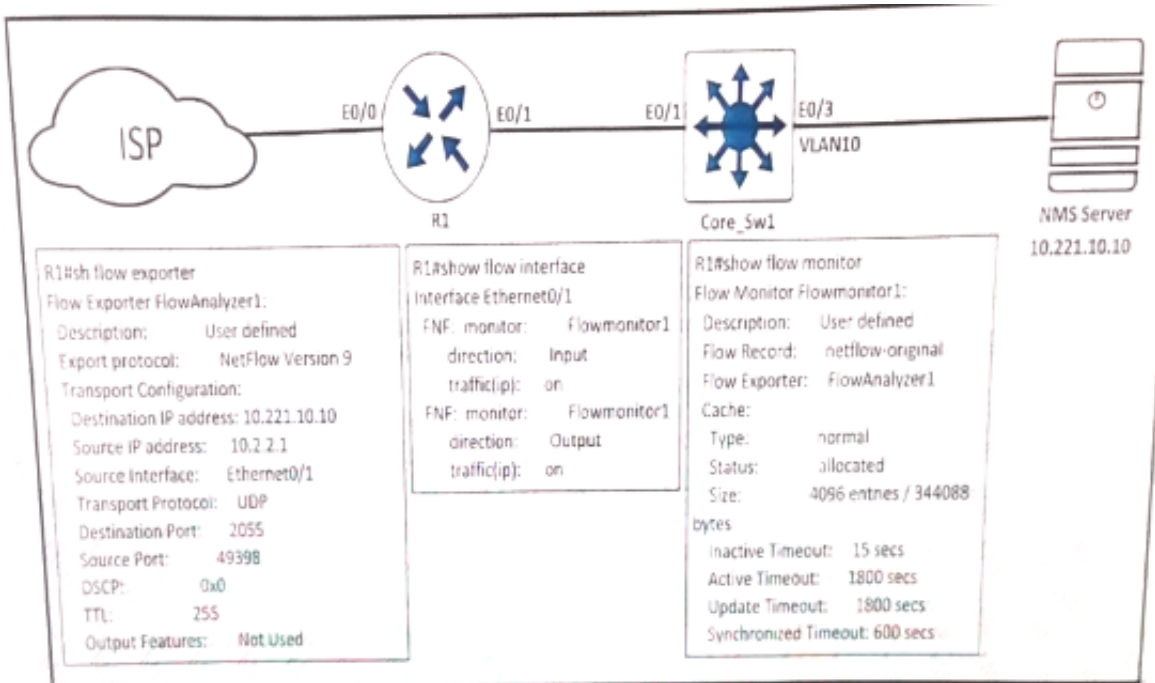 ISP
E0/0
E0/1
E0/1
E0/3
VLAN10
R1
Core_Sw1
NMS Server
10.221.10.10
R1#sh flow exporter
Flow Exporter FlowAnalyzer1:
Description: User defined
Export protocol: NetFlow Version 9
Transport Configuration:
Destination IP address: 10.221.10.10
Source IP address: 10.2.2.1
Source Interface: Ethernet0/1
Transport Protocol: UDP
Destination Port: 2055
Source Port: 49398
DSCP: 0x0
TTL: 255
Output Features: Not Used
R1#show flow interface
Interface Ethernet0/1
FNF: monitor: Flowmonitor1
direction: Input
traffic(ip): on
FNF: monitor: Flowmonitor1
direction: Output
traffic(ip): on
R1#show flow monitor
Flow Monitor Flowmonitor1:
Description: User defined
Flow Record: netflow-original
Flow Exporter: FlowAnalyzer1
Cache:
Type: normal
Status: allocated
Size: 4096 entries / 344088
bytes
Inactive Timeout: 15 secs
Active Timeout: 1800 secs
Update Timeout: 1800 secs
Synchronized Timeout: 600 secs